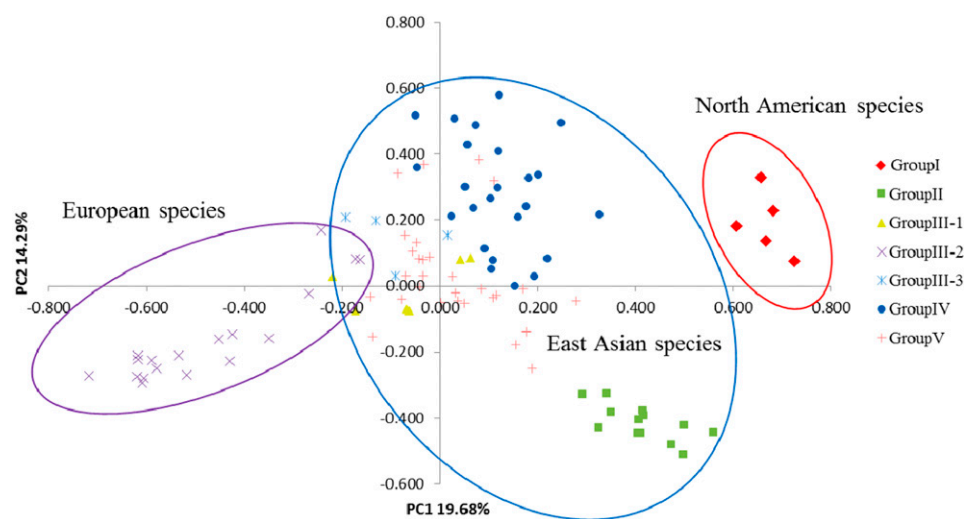 0.800
0.600
North American species
0.400
GroupI
GroupII
European species
0.200
GroupIII-1
GroupIII-2
PC2 14.29%
0.000
GroupIII-3
-0.800 -0.600 -0.400 -0.200 0.000 0.200 0.400 0.600 0.800
GroupIV
GroupV
-0.200
East Asian species
-0.400
-0.600
PC1 19.68%